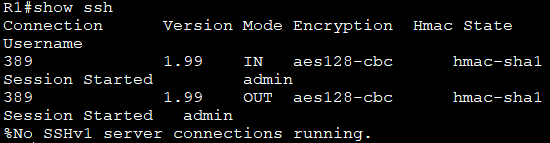 R1#show ssh
Connection Version Mode Encryption Hmac State
Username
389 1.99 IN aes128-cbc hmac-sha1
Session Started admin
389 1.99 OUT aes128-cbc hmac-sha1
Session Started admin
%No SSHv1 server connections running.